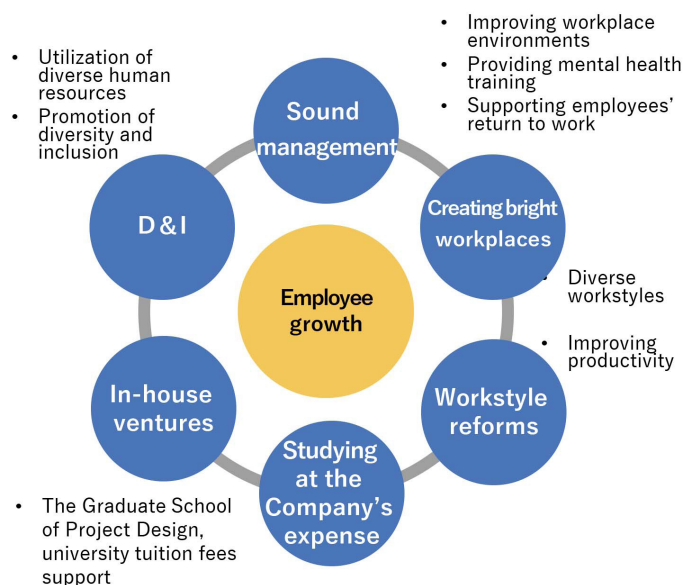 • Improving workplace
environments
• Providing mental health
training
• Supporting employees'
return to work
• Utilization of
diverse human
resources
• Promotion of
diversity and
inclusion
Sound
management
D&I
Creating bright
workplaces
• Diverse
workstyles
Employee
growth
• Improving
productivity
In-house
ventures
Workstyle
reforms
Studying
at the
Company's
expense
• The Graduate School
of Project Design,
university tuition fees
support